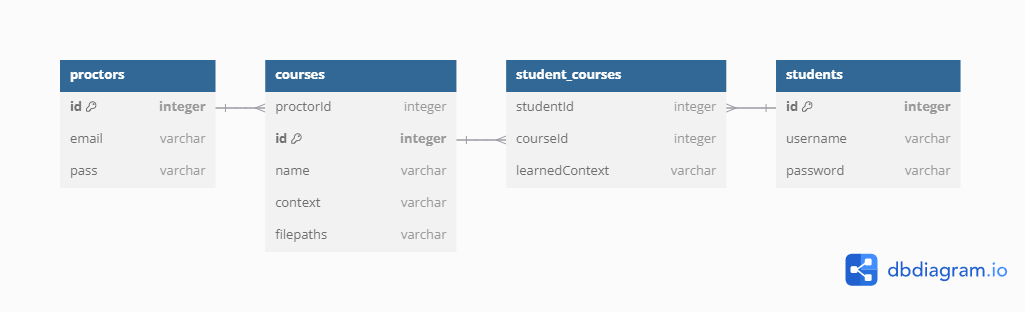 proctors
id integer
email varchar
pass varchar
courses
proctorId integer
id integer
name varchar
context varchar
filepaths varchar
student_courses
studentId integer
courseId integer
learnedContext varchar
students
id integer
username varchar
password varchar
dbdiagram.io